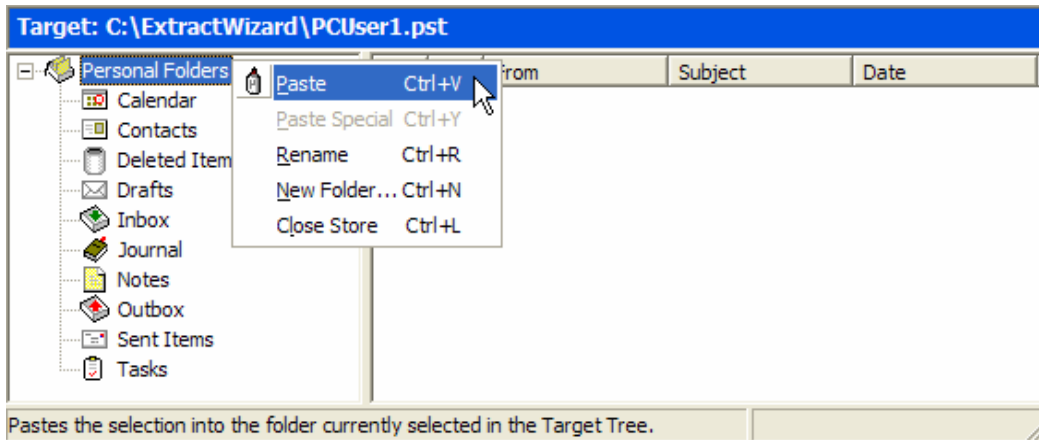 Target: C:\ExtractWizard\PCUser1.pst
Personal Folders
From Subject Date
Calendar
Contacts
Deleted Item
Drafts
Inbox
Journal
Notes
Outbox
Sent Items
Tasks
Paste Ctrl+V
Paste Special Ctrl+Y
Rename Ctrl+R
New Folder... Ctrl+N
Close Store Ctrl+L
Pastes the selection into the folder currently selected in the Target Tree.